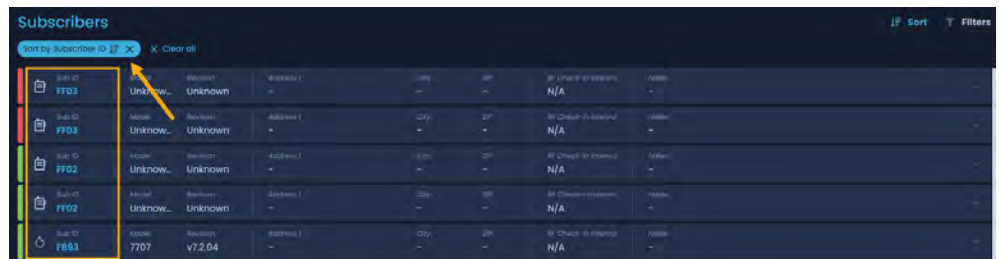 Subscribers
Sort Filters
Sort by Subscriber ID Clear all
Sub ID Model Revision Address 1 City ZIP RF Check-in Interval Notes
FF03 Unknow... Unknown - - - N/A -
Sub ID Model Revision Address 1 City ZIP RF Check-in Interval Notes
FF03 Unknow... Unknown - - - N/A -
Sub ID Model Revision Address 1 City ZIP RF Check-in Interval Notes
FF02 Unknow... Unknown - - - N/A -
Sub ID Model Revision Address 1 City ZIP RF Check-in Interval Notes
FF02 Unknow... Unknown - - - N/A -
Sub ID Model Revision Address 1 City ZIP RF Check-in Interval Notes
FBB3 7707 v7.2.04 - - - N/A -